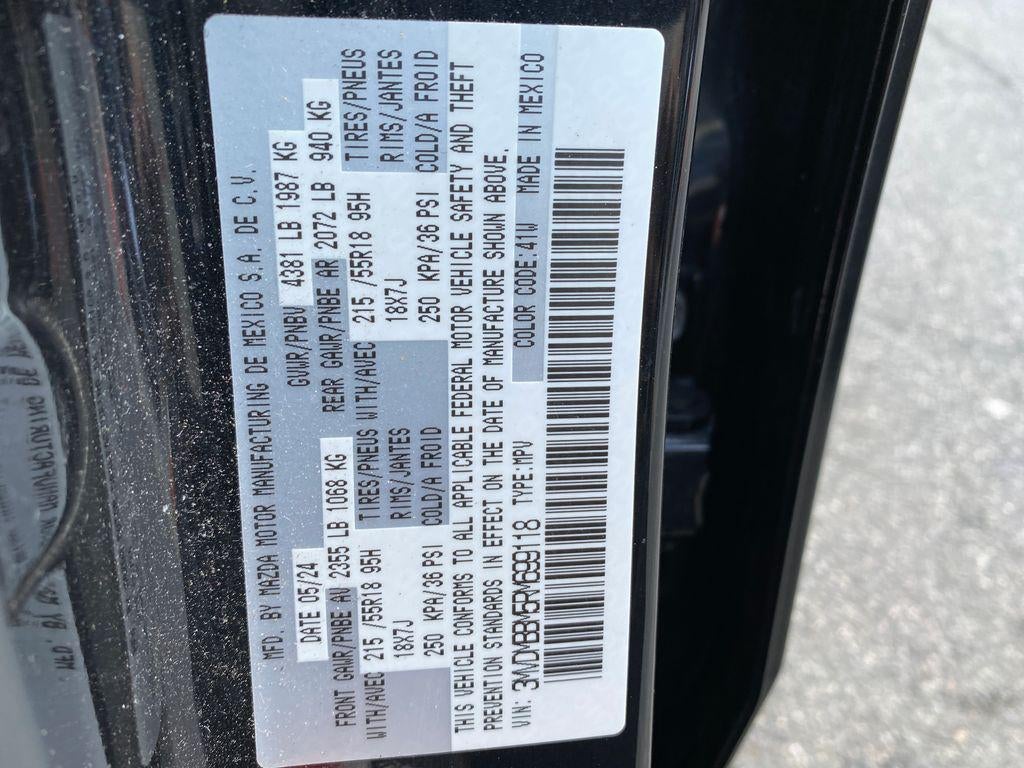 MFD. BY MAZDA MOTOR MANUFACTURING DE MEXICO S.A. DE C.V.
DATE 05/24 GVWR/PNBV 4381 LB 1987 KG
FRONT GAWR/PNBE AV 2355 LB 1068 KG REAR GAWR/PNBE AR 2072 LB 940 KG
WITH/AVEC 215 /55R18 95H TIRES/PNEUS WITH/AVEC 215 /55R18 95H TIRES/PNEUS
18X7J RIMS/JANTES 18X7J RIMS/JANTES
250 KPA/36 PSI COLD/A FROID 250 KPA/36 PSI COLD/A FROID
THIS VEHICLE CONFORMS TO ALL APPLICABLE FEDERAL MOTOR VEHICLE SAFETY AND THEFT
PREVENTION STANDARDS IN EFFECT ON THE DATE OF MANUFACTURE SHOWN ABOVE.
VIN: 3MVDMBBM5RM699118 TYPE:MPV COLOR CODE:41W MADE IN MEXICO